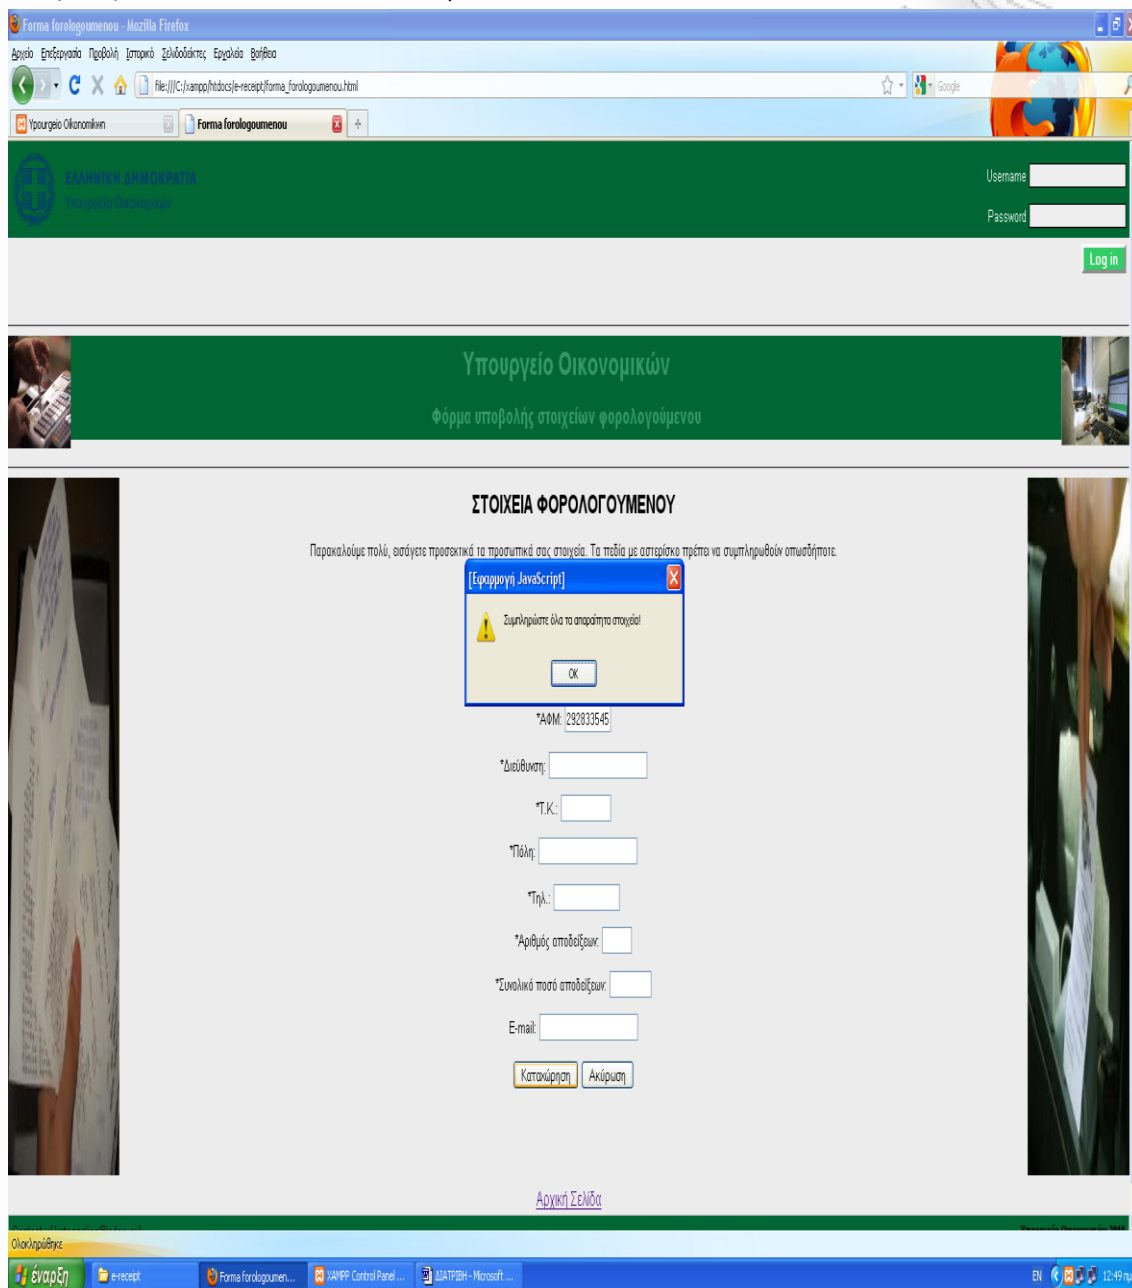 Forma forologoumenou - Mozilla Firefox
Αρχείο Επεξεργασία Προβολή Ιστορικό Σελιδοδείκτες Εργαλεία Βοήθεια
file:///C:/xampp/htdocs/e-receipt/forma_forologoumenou.html
Google
Ypourgeio Oikonomikwn
Forma forologoumenou
ΕΛΛΗΝΙΚΗ ΔΗΜΟΚΡΑΤΙΑ
Υπουργείο Οικονομικών
Username
Password
Log in
Υπουργείο Οικονομικών
Φόρμα υποβολής στοιχείων φορολογούμενου
ΣΤΟΙΧΕΙΑ ΦΟΡΟΛΟΓΟΥΜΕΝΟΥ
Παρακαλούμε πολύ, εισάγετε προσεκτικά τα προσωπικά σας στοιχεία. Τα πεδία με αστερίσκο πρέπει να συμπληρωθούν οπωσδήποτε.
[Εφαρμογή JavaScript]
Συμπληρώστε όλα τα απαραίτητα στοιχεία!
OK
*ΑΦΜ: 292833545
*Διεύθυνση:
*Τ.Κ.:
*Πόλη:
*Τηλ.:
*Αριθμός αποδείξεων:
*Συνολικό ποσό αποδείξεων:
E-mail:
Καταχώρηση Ακύρωση
Αρχική Σελίδα
Ολοκληρώθηκε
έναρξη
e-receipt
Forma forologoumen...
XAMPP Control Panel ...
ΔΙΑΤΡΙΒΗ - Microsoft ...
EN
12:49 πμ